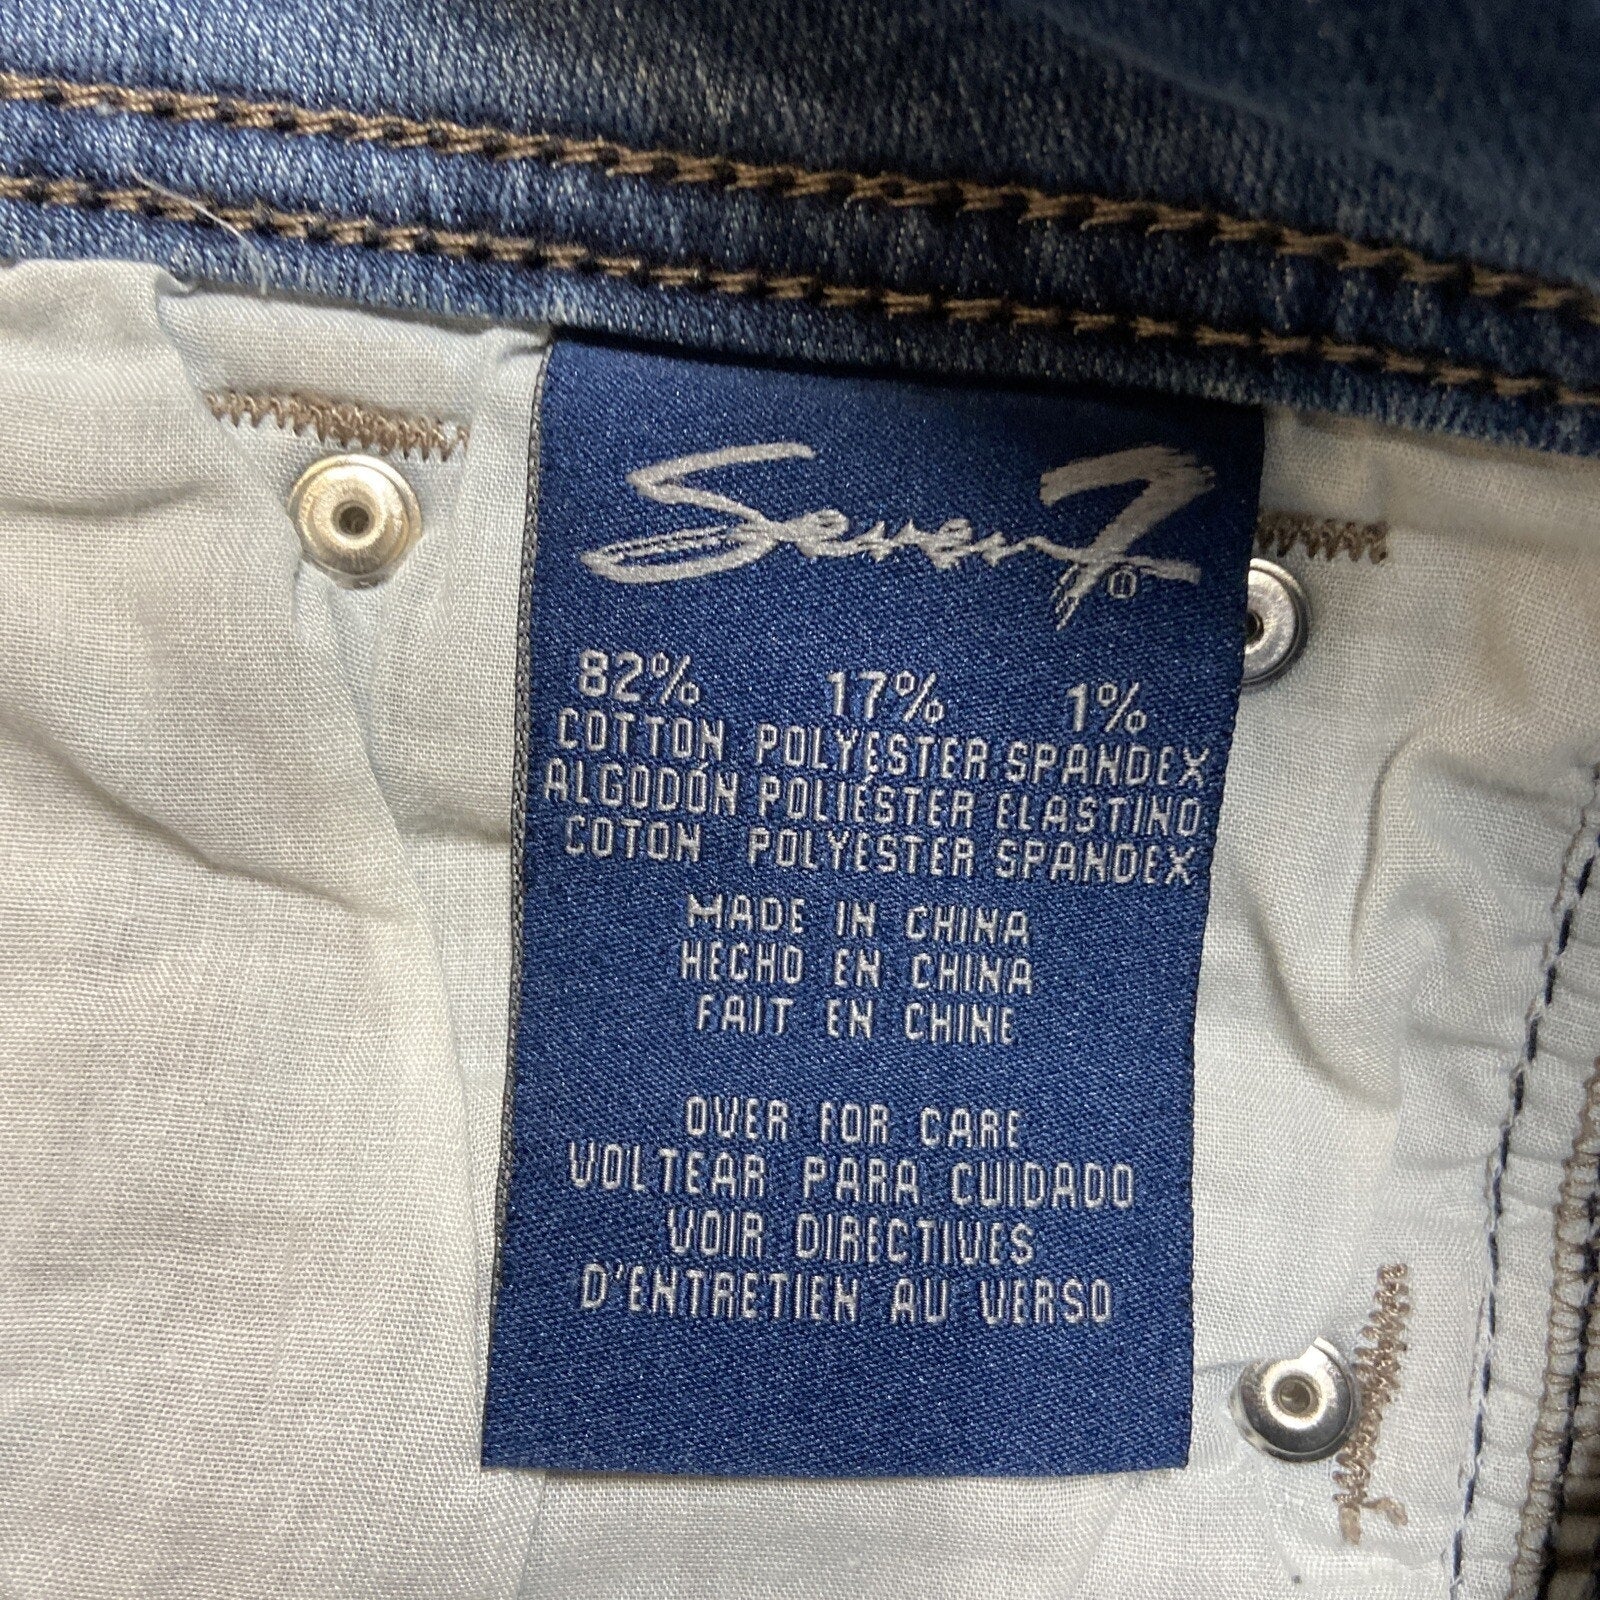 Seven7®
82% 17% 1%
COTTON POLYESTER SPANDEX
ALGODÓN POLIÉSTER ELASTINO
COTON POLYESTER SPANDEX
MADE IN CHINA
HECHO EN CHINA
FAIT EN CHINE
OVER FOR CARE
VOLTEAR PARA CUIDADO
VOIR DIRECTIVES
D'ENTRETIEN AU VERSO